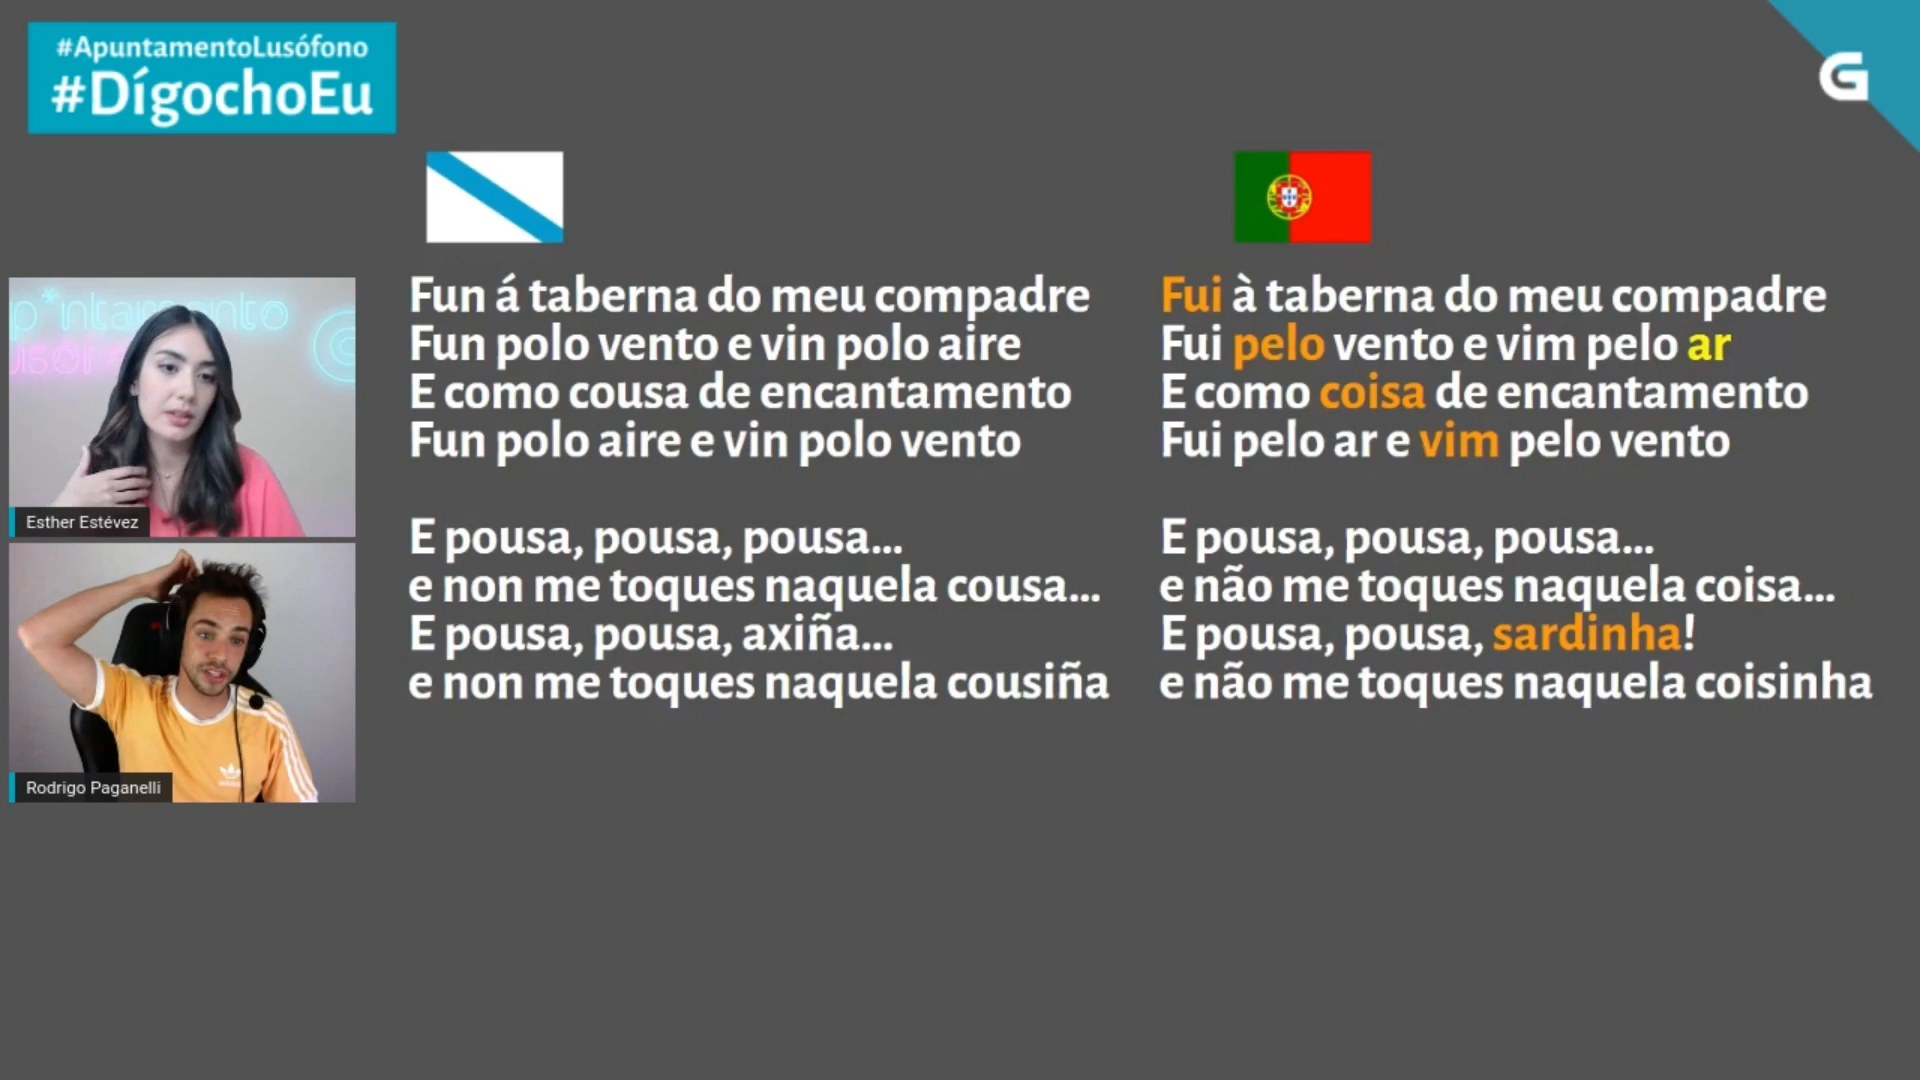 #ApuntamentoLusófono
#DígochoEu
G
Fun á taberna do meu compadre
Fun polo vento e vin polo aire
E como cousa de encantamento
Fun polo aire e vin polo vento
E pousa, pousa, pousa...
e non me toques naquela cousa...
E pousa, pousa, axiña...
e non me toques naquela cousiña
Fui à taberna do meu compadre
Fui pelo vento e vim pelo ar
E como coisa de encantamento
Fui pelo ar e vim pelo vento
E pousa, pousa, pousa...
e não me toques naquela coisa...
E pousa, pousa, sardinha!
e não me toques naquela coisinha
Esther Estévez
Rodrigo Paganelli